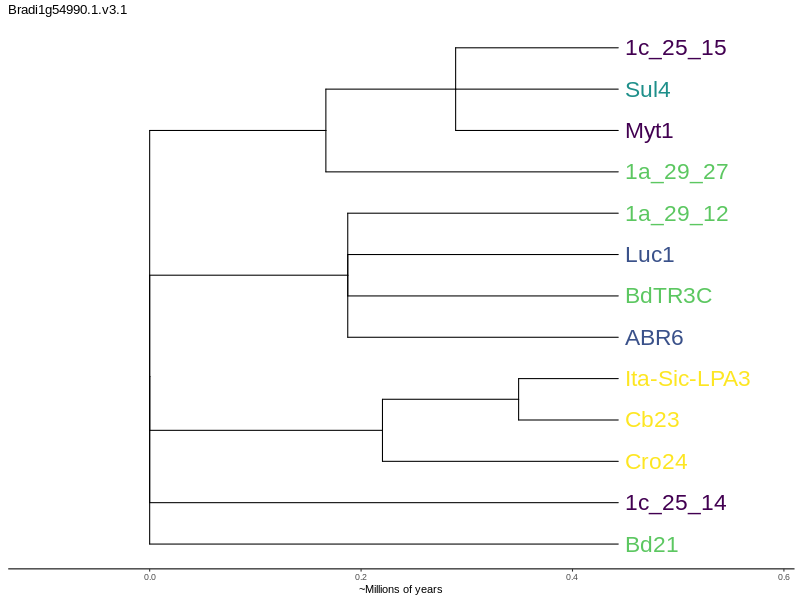 Bradi1g54990.1.v3.1
1c_25_15
Sul4
Myt1
1a_29_27
1a_29_12
Luc1
BdTR3C
ABR6
Ita-Sic-LPA3
Cb23
Cro24
1c_25_14
Bd21
0.0 0.2 0.4 0.6
~Millions of years